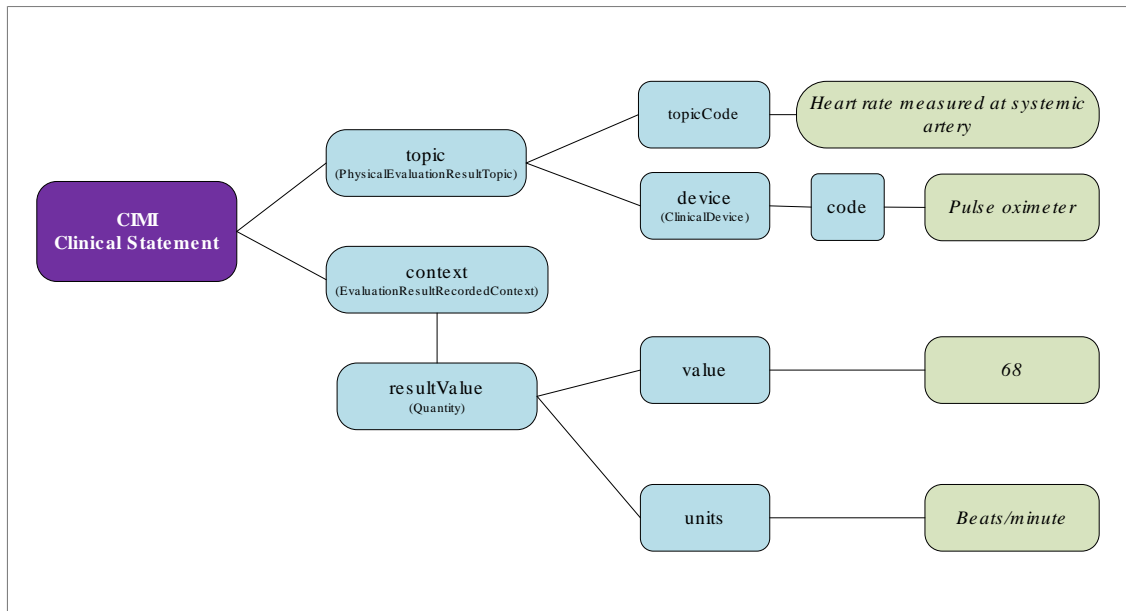 CIMI
Clinical Statement
topic
(PhysicalEvaluationResultTopic)
topicCode
Heart rate measured at systemic
artery
device
(ClinicalDevice)
code
Pulse oximeter
context
(EvaluationResultRecordedContext)
resultValue
(Quantity)
value
68
units
Beats/minute